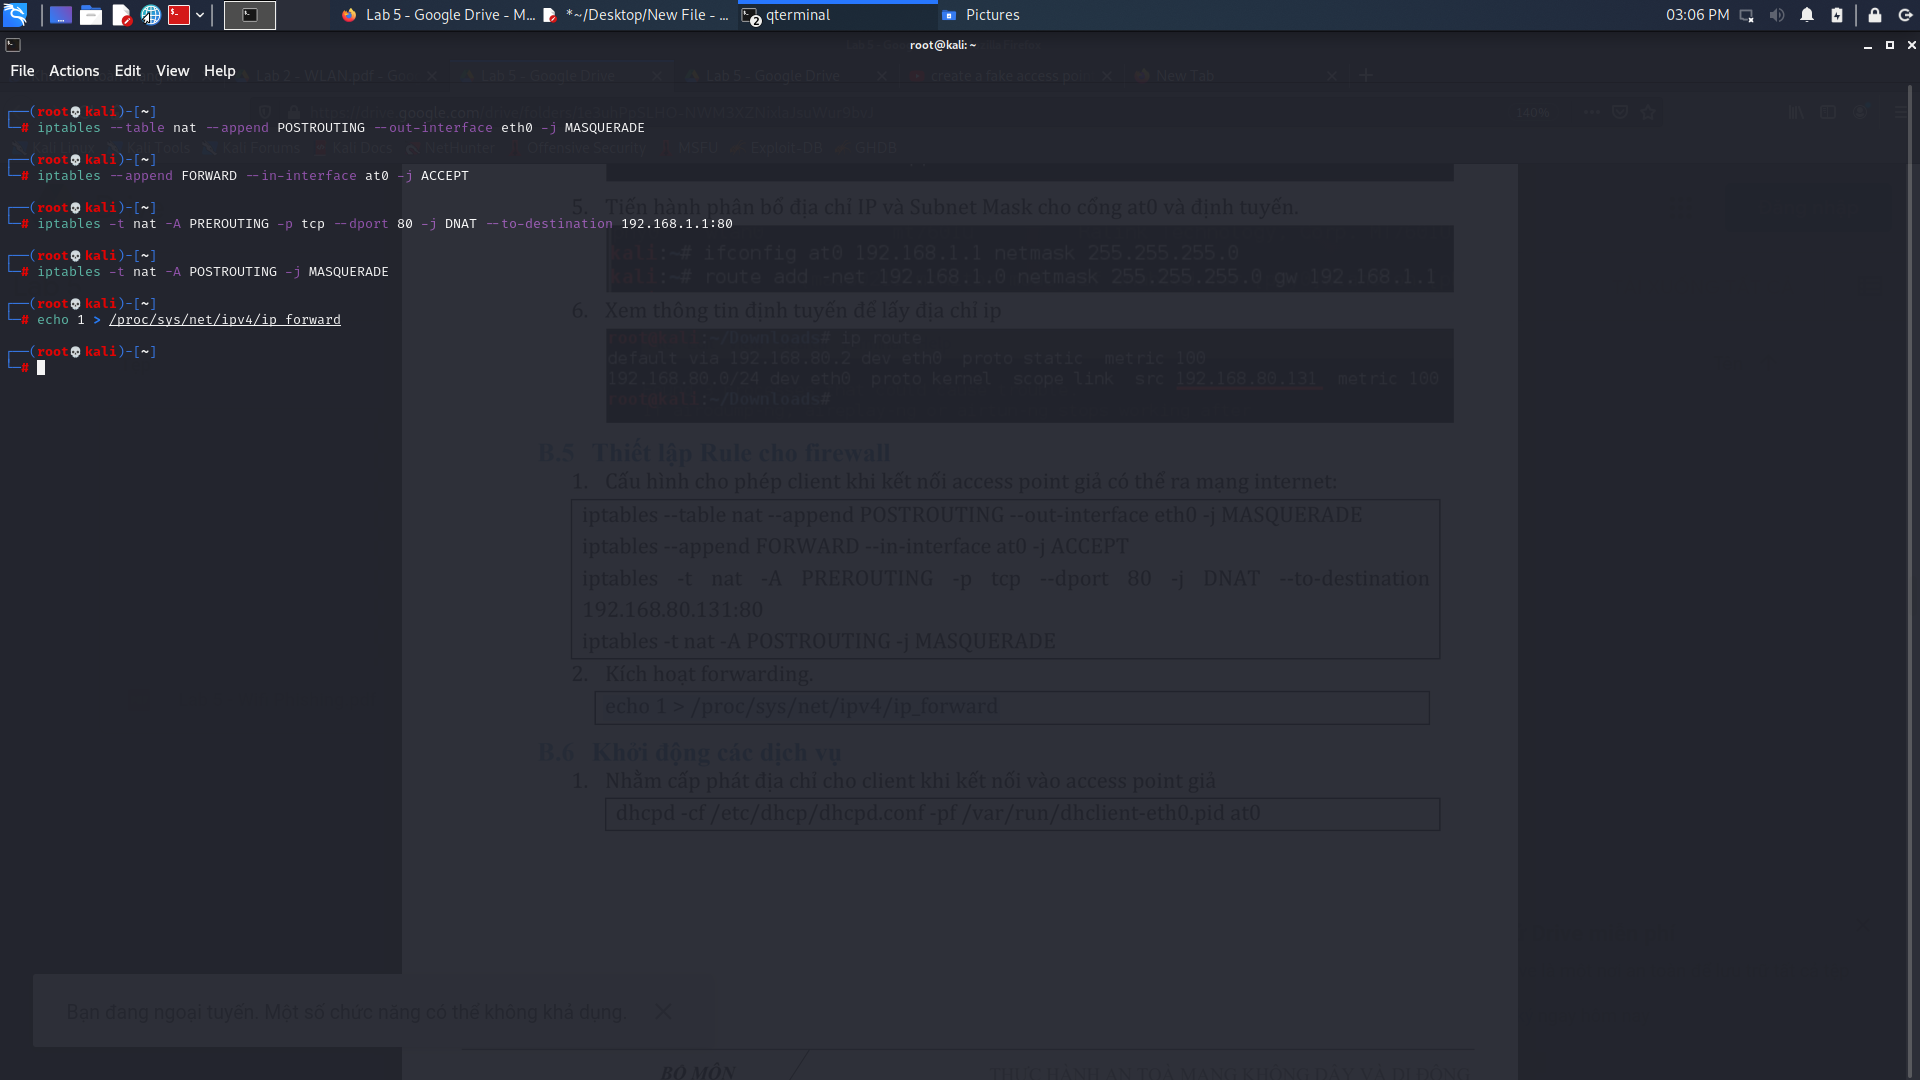 Lab 5 - Google Drive - M...
*~/Desktop/New File - ...
qterminal
Pictures
03:06 PM
root@kali: ~
File Actions Edit View Help
Lab 2 - WLAN.pdf - Goo
Lab 5 - Google Drive
Lab 5 - Google Drive
create a fake access poin
New Tab
140%
┌──(root💀kali)-[~]
└─# iptables --table nat --append POSTROUTING --out-interface eth0 -j MASQUERADE
Kali Linux Kali Tools Kali Forums Kali Docs NetHunter Offensive Security MSFU Exploit-DB GHDB
┌──(root💀kali)-[~]
└─# iptables --append FORWARD --in-interface at0 -j ACCEPT
┌──(root💀kali)-[~]
└─# iptables -t nat -A PREROUTING -p tcp --dport 80 -j DNAT --to-destination 192.168.1.1:80
┌──(root💀kali)-[~]
└─# iptables -t nat -A POSTROUTING -j MASQUERADE
┌──(root💀kali)-[~]
└─# echo 1 > /proc/sys/net/ipv4/ip_forward
┌──(root💀kali)-[~]
└─#
5. Tiến hành phân bố địa chỉ IP và Subnet Mask cho cổng at0 và định tuyến.
kali:~# ifconfig at0 192.168.1.1 netmask 255.255.255.0
kali:~# route add -net 192.168.1.0 netmask 255.255.255.0 gw 192.168.1.1
6. Xem thông tin định tuyến để lấy địa chỉ ip
root@kali:~/Downloads# ip route
default via 192.168.80.2 dev eth0 proto static metric 100
192.168.80.0/24 dev eth0 proto kernel scope link src 192.168.80.131 metric 100
root@kali:~/Downloads#
B.5 Thiết lập Rule cho firewall
1. Cấu hình cho phép client khi kết nối access point giả có thể ra mạng internet:
iptables --table nat --append POSTROUTING --out-interface eth0 -j MASQUERADE
iptables --append FORWARD --in-interface at0 -j ACCEPT
iptables -t nat -A PREROUTING -p tcp --dport 80 -j DNAT --to-destination
192.168.80.131:80
iptables -t nat -A POSTROUTING -j MASQUERADE
2. Kích hoạt forwarding.
echo 1 > /proc/sys/net/ipv4/ip_forward
B.6 Khởi động các dịch vụ
1. Nhằm cấp phát địa chỉ cho client khi kết nối vào access point giả
dhcpd -cf /etc/dhcp/dhcpd.conf -pf /var/run/dhclient-eth0.pid at0
Bạn đang ngoại tuyến. Một số chức năng có thể không khả dụng.
BỘ MÔN
THỰC HÀNH AN TOÀ MẠNG KHÔNG DÂY VÀ DI ĐỘNG